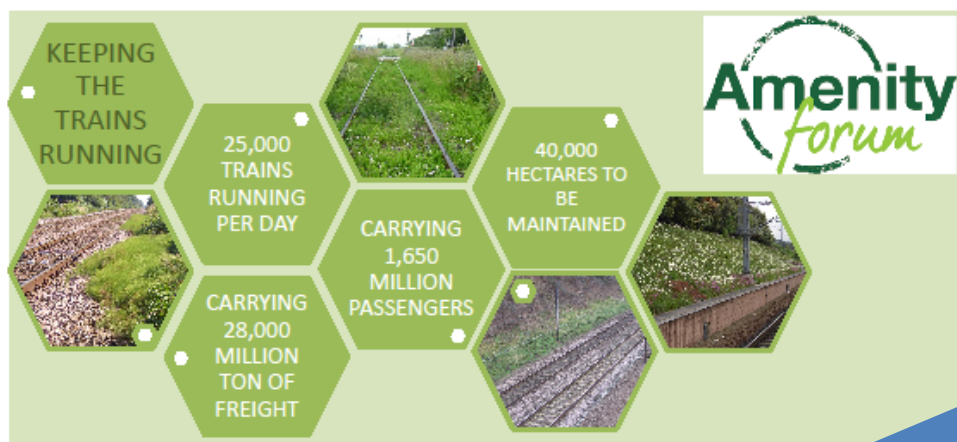 KEEPING
THE
TRAINS
RUNNING
25,000
TRAINS
RUNNING
PER DAY
CARRYING
28,000
MILLION
TON OF
FREIGHT
CARRYING
1,650
MILLION
PASSENGERS
40,000
HECTARES TO
BE
MAINTAINED
Amenity
forum